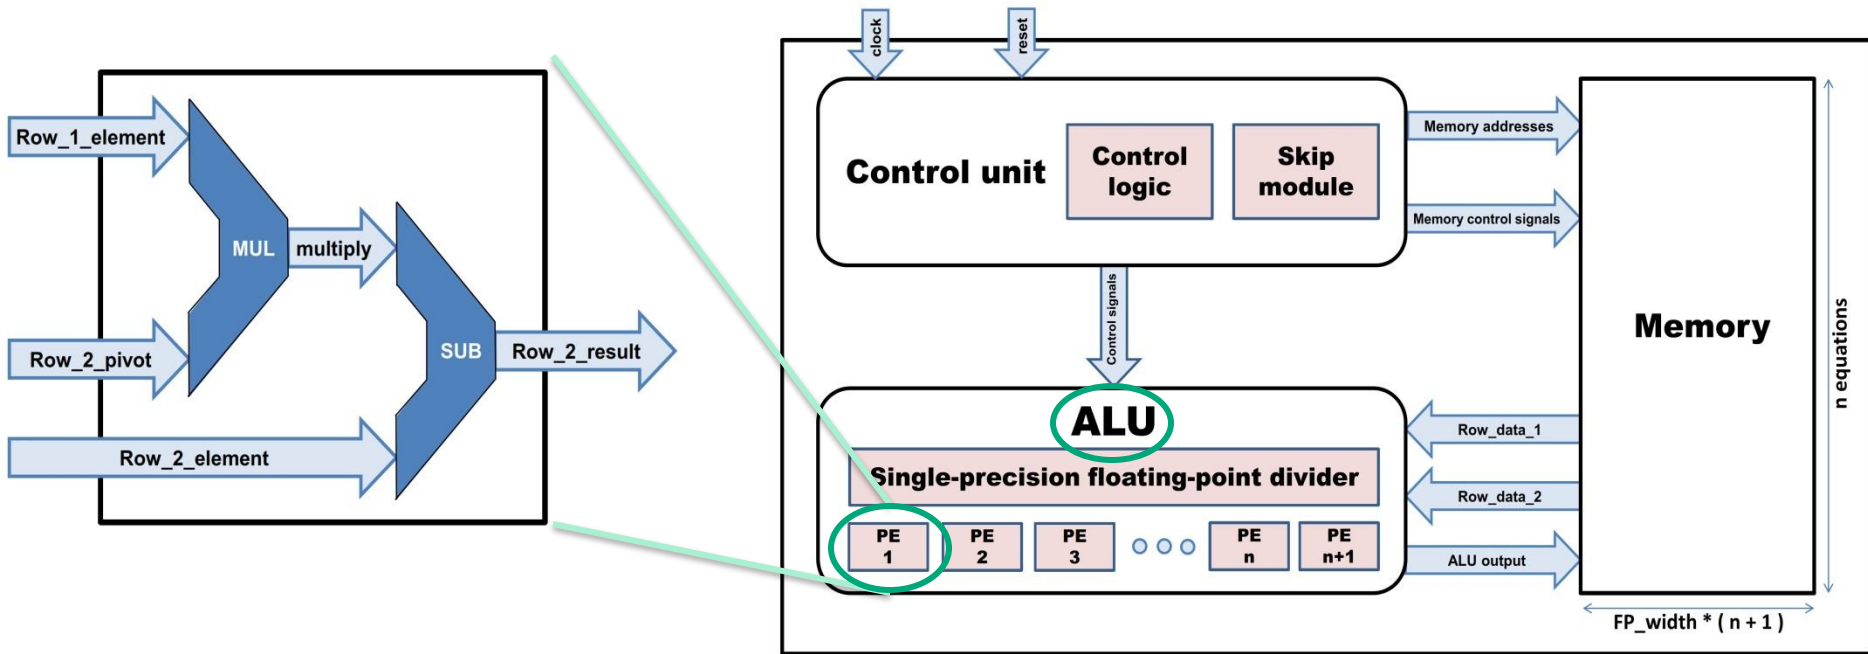 Row_1_element
MUL
multiply
Row_2_pivot
SUB
Row_2_result
Row_2_element
clock
reset
Control unit
Control
logic
Skip
module
Memory addresses
Memory control signals
Control signals
Memory
n equations
ALU
Single-precision floating-point divider
PE
1
PE
2
PE
3
PE
n
PE
n+1
Row_data_1
Row_data_2
ALU output
FP_width * ( n + 1 )